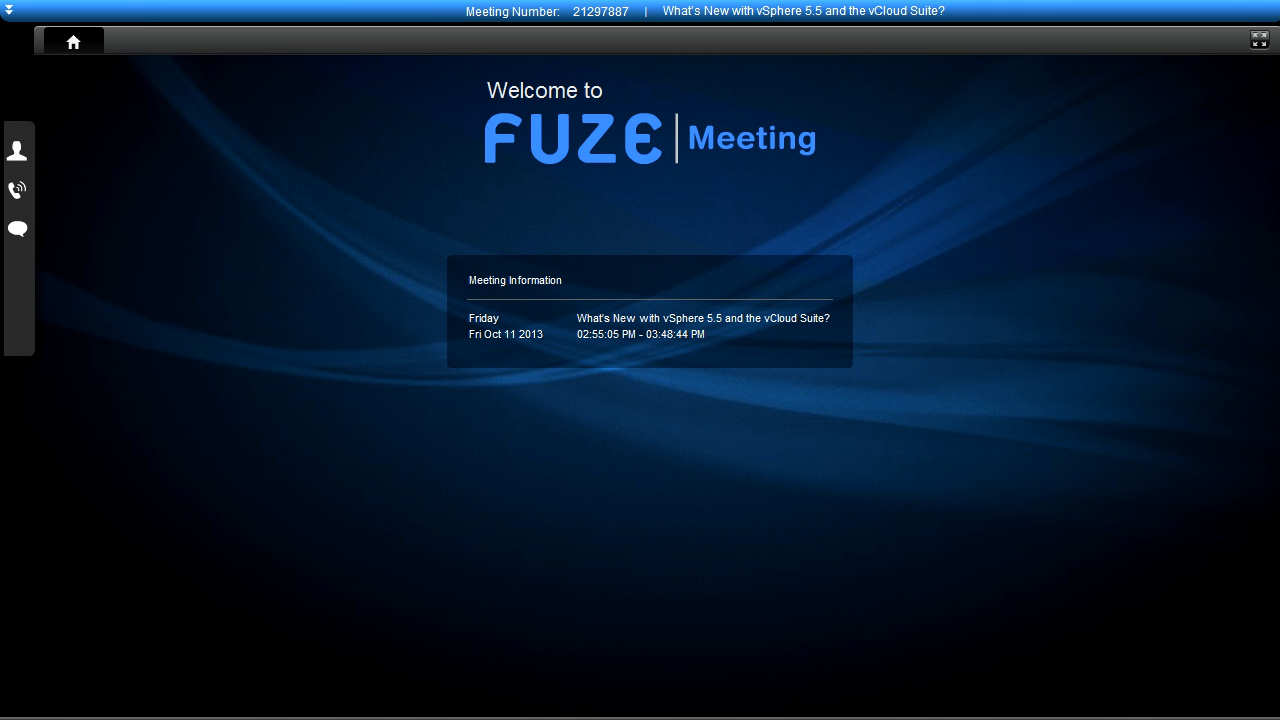 Meeting Number: 21297887 | What's New with vSphere 5.5 and the vCloud Suite?
Welcome to
FUZE | Meeting
Meeting Information
Friday What's New with vSphere 5.5 and the vCloud Suite?
Fri Oct 11 2013 02:55:05 PM - 03:48:44 PM